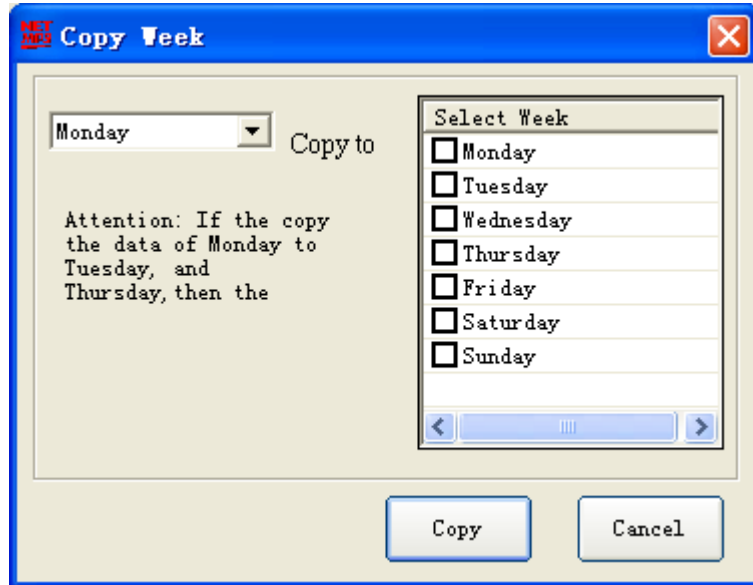 Copy Week
Monday
Copy to
Attention: If the copy
the data of Monday to
Tuesday, and
Thursday, then the
Select Week
Monday
Tuesday
Wednesday
Thursday
Friday
Saturday
Sunday
Copy
Cancel